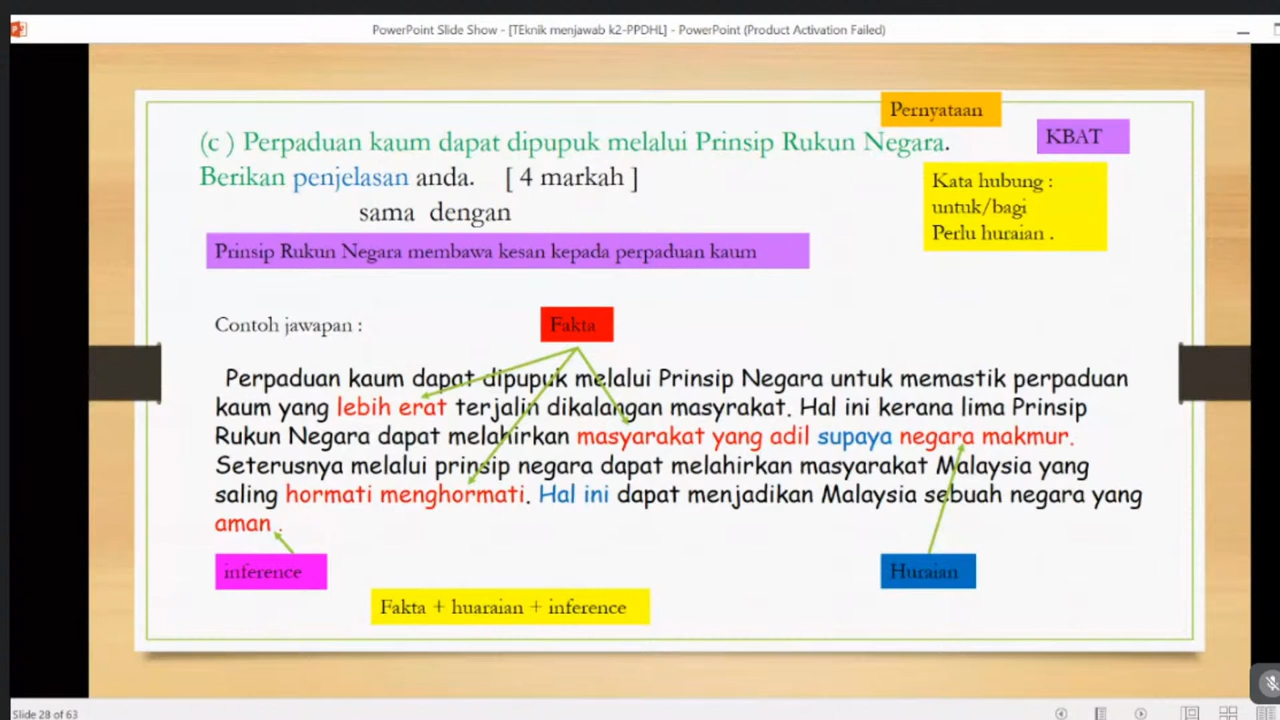 PowerPoint Slide Show - [TEknik menjawab k2-PPDHL] - PowerPoint (Product Activation Failed)
Pernyataan
(c ) Perpaduan kaum dapat dipupuk melalui Prinsip Rukun Negara.
KBAT
Berikan penjelasan anda. [ 4 markah ]
Kata hubung :
untuk/bagi
Perlu huraian .
sama dengan
Prinsip Rukun Negara membawa kesan kepada perpaduan kaum
Contoh jawapan :
Fakta
Perpaduan kaum dapat dipupuk melalui Prinsip Negara untuk memastik perpaduan
kaum yang lebih erat terjalin dikalangan masyrakat. Hal ini kerana lima Prinsip
Rukun Negara dapat melahirkan masyarakat yang adil supaya negara makmur.
Seterusnya melalui prinsip negara dapat melahirkan masyarakat Malaysia yang
saling hormati menghormati. Hal ini dapat menjadikan Malaysia sebuah negara yang
aman .
inference
Huraian
Fakta + huaraian + inference
Slide 28 of 63